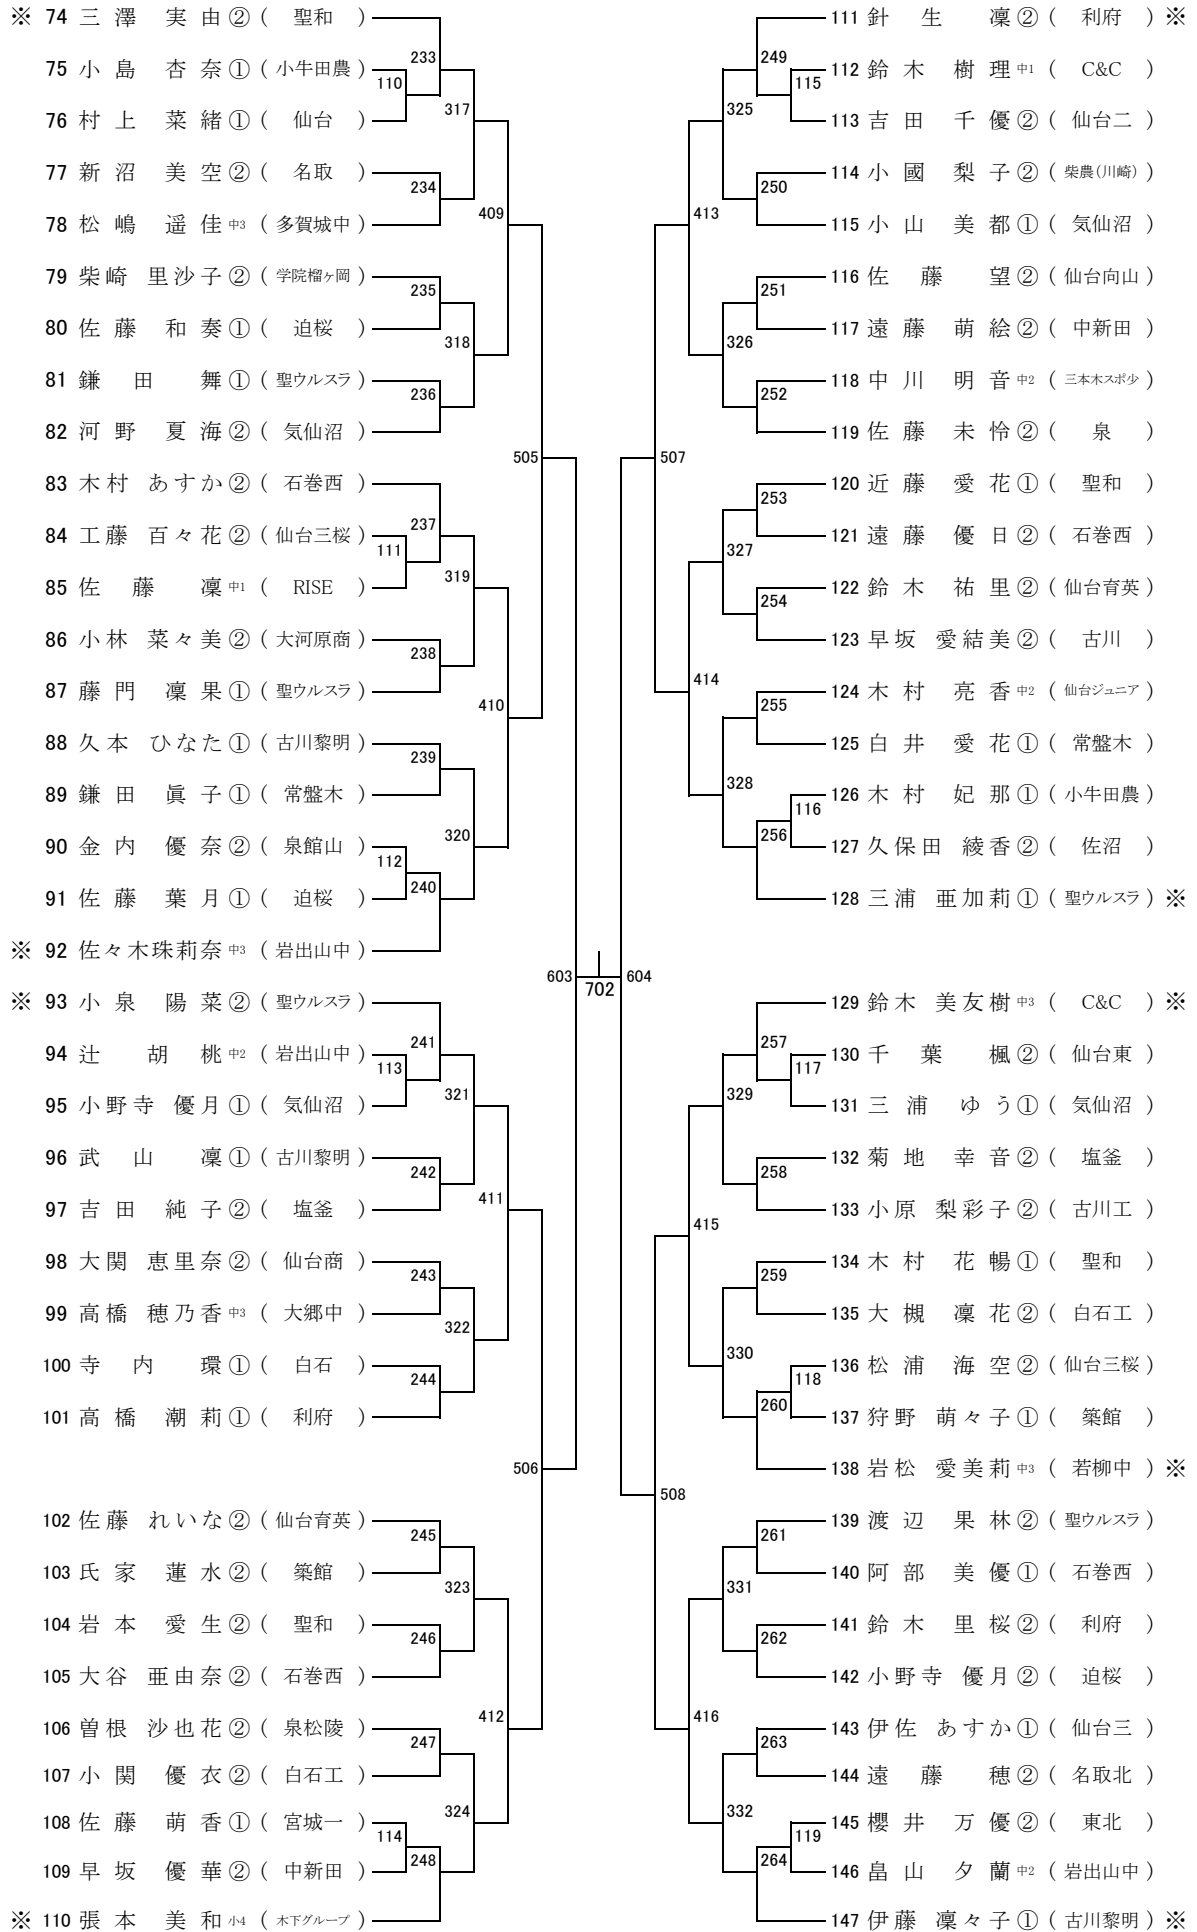 ※ 74 三澤 実由② ( 聖和 )
75 小島 杏奈① ( 小牛田農 )
76 村上 菜緒① ( 仙台 )
77 新沼 美空② ( 名取 )
78 松嶋 遥佳 中3 ( 多賀城中 )
79 柴崎 里沙子② ( 学院榴ヶ岡 )
80 佐藤 和奏① ( 迫桜 )
81 鎌田 舞① ( 聖ウルスラ )
82 河野 夏海② ( 気仙沼 )
83 木村 あすか② ( 石巻西 )
84 工藤 百々花② ( 仙台三桜 )
85 佐藤 凜 中1 ( RISE )
86 小林 菜々美② ( 大河原商 )
87 藤門 凜果① ( 聖ウルスラ )
88 久本 ひなた① ( 古川黎明 )
89 鎌田 眞子① ( 常盤木 )
90 金内 優奈② ( 泉館山 )
91 佐藤 葉月① ( 迫桜 )
※ 92 佐々木珠莉奈 中3 ( 岩出山中 )
※ 93 小泉 陽菜② ( 聖ウルスラ )
94 辻 胡桃 中2 ( 岩出山中 )
95 小野寺 優月① ( 気仙沼 )
96 武山 凜① ( 古川黎明 )
97 吉田 純子② ( 塩釜 )
98 大関 恵里奈② ( 仙台商 )
99 高橋 穂乃香 中3 ( 大郷中 )
100 寺内 環① ( 白石 )
101 高橋 潮莉① ( 利府 )
102 佐藤 れいな② ( 仙台育英 )
103 氏家 蓮水② ( 築館 )
104 岩本 愛生② ( 聖和 )
105 大谷 亜由奈② ( 石巻西 )
106 曽根 沙也花② ( 泉松陵 )
107 小関 優衣② ( 白石工 )
108 佐藤 萌香① ( 宮城一 )
109 早坂 優華② ( 中新田 )
※ 110 張本 美和 小4 ( 木下グループ )
110
111
112
113
114
233
234
235
236
237
238
239
240
241
242
243
244
245
246
247
248
317
318
319
320
321
322
323
324
409
410
411
412
505
506
603
702
604
507
508
413
414
415
416
325
326
327
328
329
330
331
332
249
250
251
252
253
254
255
256
257
258
259
260
261
262
263
264
115
116
117
118
119
111 針生 凜② ( 利府 ) ※
112 鈴木 樹理 中1 ( C&C )
113 吉田 千優② ( 仙台二 )
114 小國 梨子② ( 柴農(川崎) )
115 小山 美都① ( 気仙沼 )
116 佐藤 望② ( 仙台向山 )
117 遠藤 萌絵② ( 中新田 )
118 中川 明音 中2 ( 三本木スポ少 )
119 佐藤 未怜② ( 泉 )
120 近藤 愛花① ( 聖和 )
121 遠藤 優日② ( 石巻西 )
122 鈴木 祐里② ( 仙台育英 )
123 早坂 愛結美② ( 古川 )
124 木村 亮香 中2 ( 仙台ジュニア )
125 白井 愛花① ( 常盤木 )
126 木村 妃那① ( 小牛田農 )
127 久保田 綾香② ( 佐沼 )
128 三浦 亜加莉① ( 聖ウルスラ ) ※
129 鈴木 美友樹 中3 ( C&C ) ※
130 千葉 楓② ( 仙台東 )
131 三浦 ゆう① ( 気仙沼 )
132 菊地 幸音② ( 塩釜 )
133 小原 梨彩子② ( 古川工 )
134 木村 花暢① ( 聖和 )
135 大槻 凜花② ( 白石工 )
136 松浦 海空② ( 仙台三桜 )
137 狩野 萌々子① ( 築館 )
138 岩松 愛美莉 中3 ( 若柳中 ) ※
139 渡辺 果林② ( 聖ウルスラ )
140 阿部 美優① ( 石巻西 )
141 鈴木 里桜② ( 利府 )
142 小野寺 優月② ( 迫桜 )
143 伊佐 あすか① ( 仙台三 )
144 遠藤 穂② ( 名取北 )
145 櫻井 万優② ( 東北 )
146 畠山 夕蘭 中2 ( 岩出山中 )
147 伊藤 凜々子① ( 古川黎明 ) ※